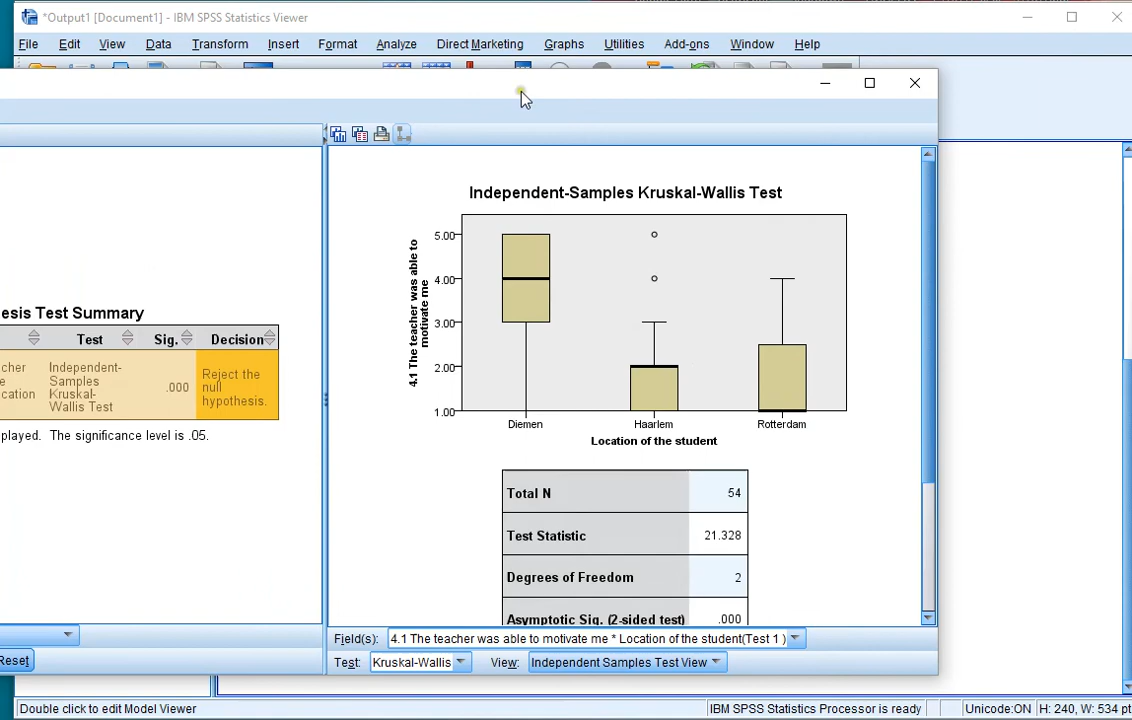 *Output1 [Document1] - IBM SPSS Statistics Viewer
File Edit View Data Transform Insert Format Analyze Direct Marketing Graphs Utilities Add-ons Window Help
esis Test Summary
Test Sig. Decision
cher
e
cation
Independent-
Samples
Kruskal-
Wallis Test
.000
Reject the
null
hypothesis.
played. The significance level is .05.
Reset
Independent-Samples Kruskal-Wallis Test
4.1 The teacher was able to
motivate me
5.00
4.00
3.00
2.00
1.00
Diemen Haarlem Rotterdam
Location of the student
Total N 54
Test Statistic 21.328
Degrees of Freedom 2
Asymptotic Sig. (2-sided test) .000
Field(s): 4.1 The teacher was able to motivate me * Location of the student(Test 1 )
Test: Kruskal-Wallis View: Independent Samples Test View
Double click to edit Model Viewer IBM SPSS Statistics Processor is ready Unicode:ON H: 240, W: 534 pt